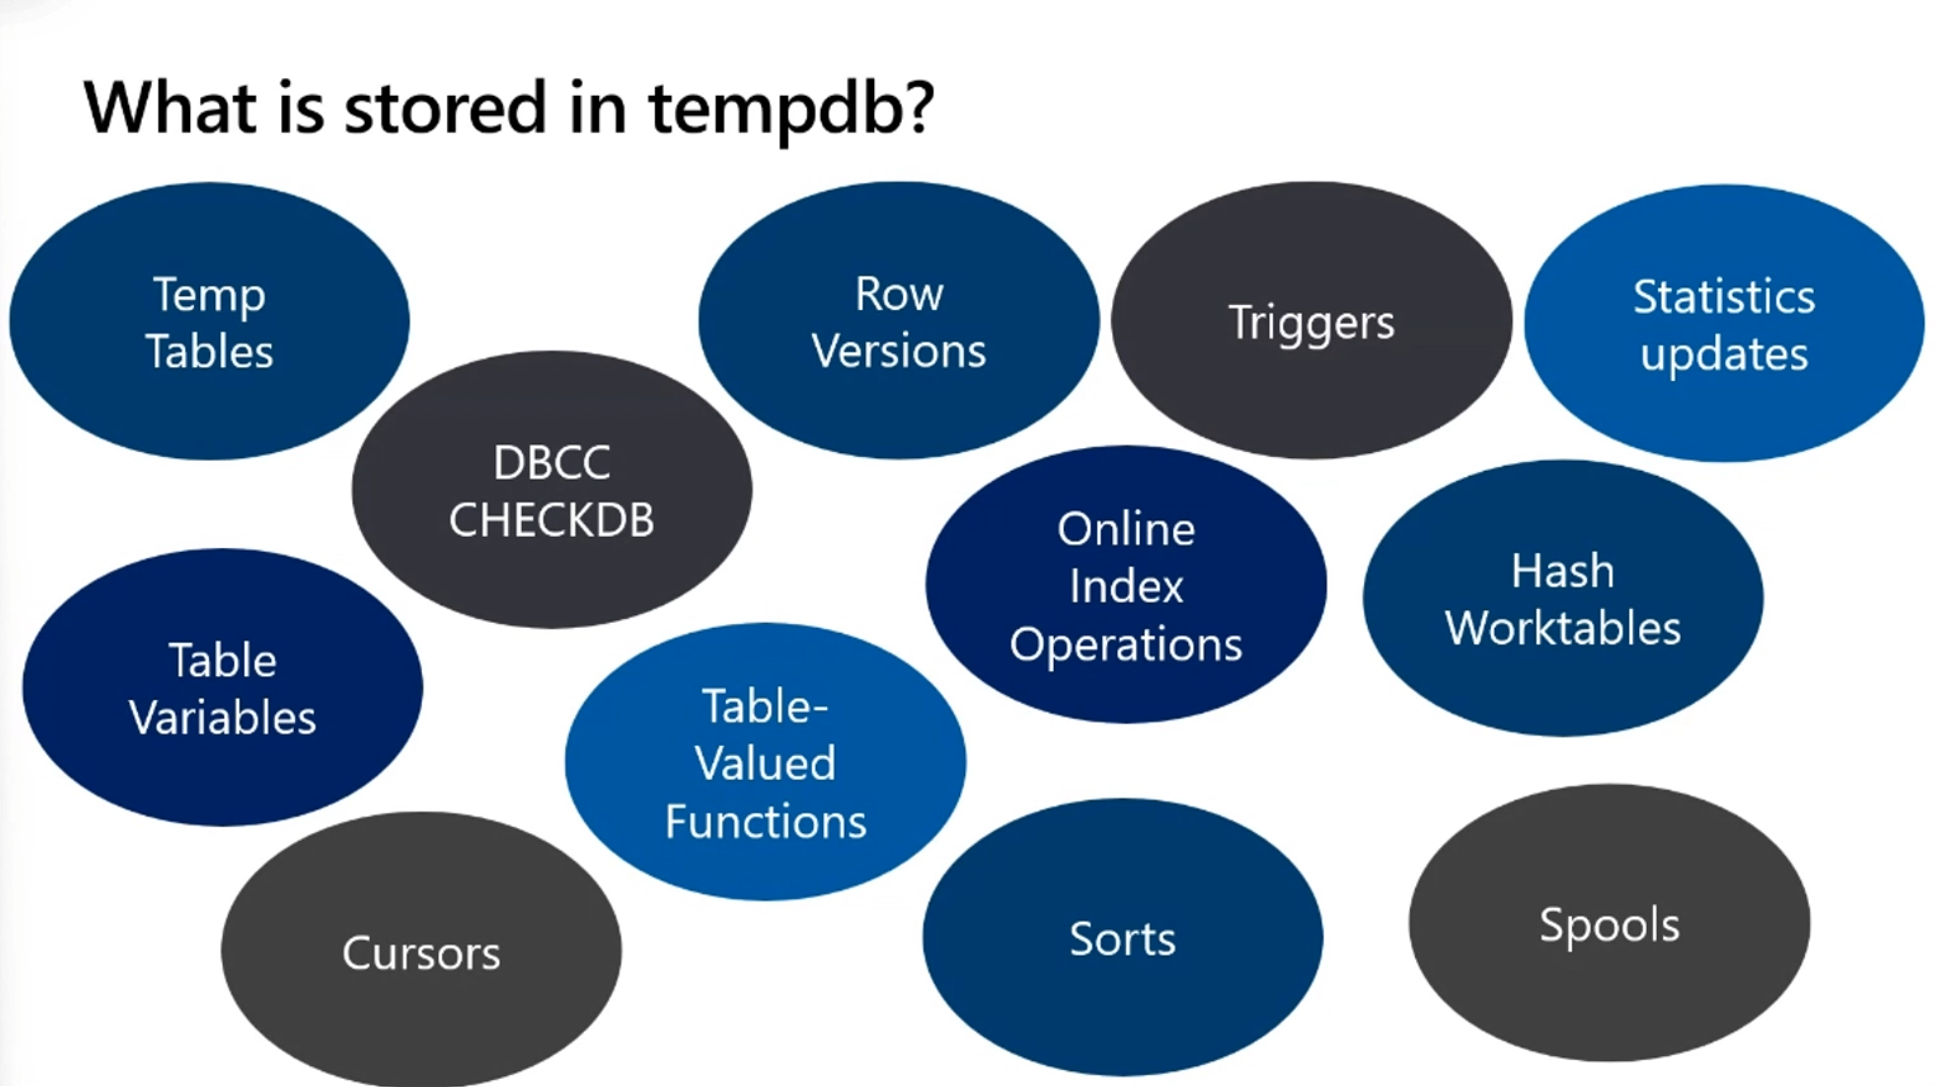 What is stored in tempdb?
Temp
Tables
Row
Versions
Triggers
Statistics
updates
DBCC
CHECKDB
Online
Index
Operations
Hash
Worktables
Table
Variables
Table-
Valued
Functions
Cursors
Sorts
Spools